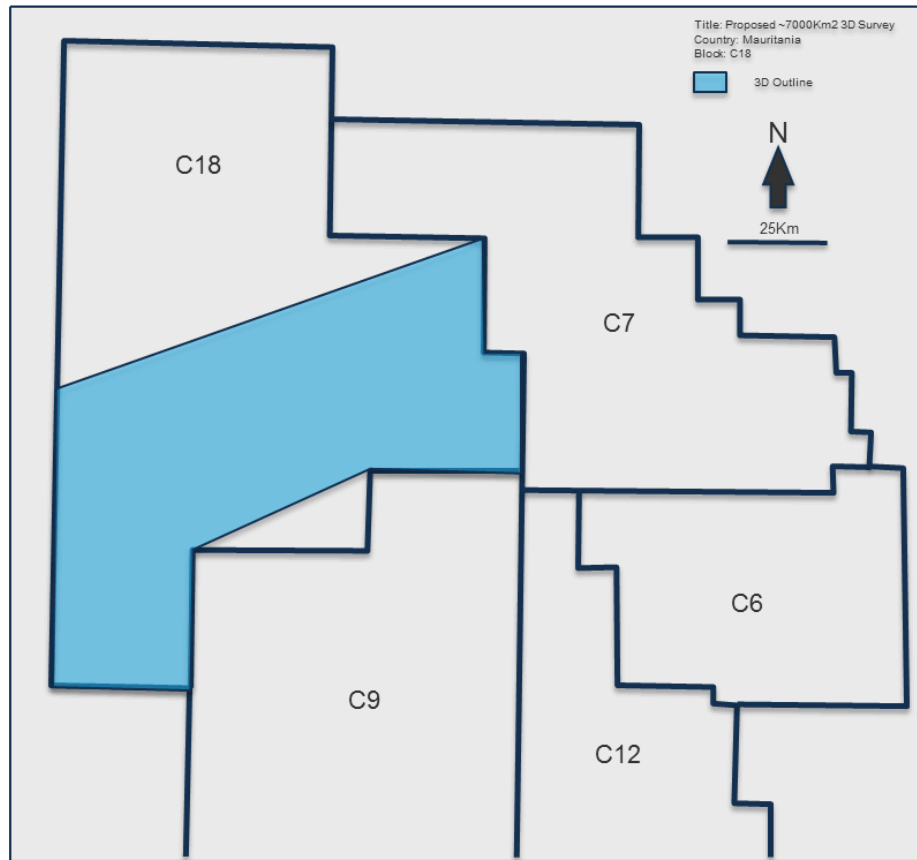 Title: Proposed ~7000Km2 3D Survey
Country: Mauritania
Block: C18
3D Outline
N
25Km
C18
C7
C6
C9
C12